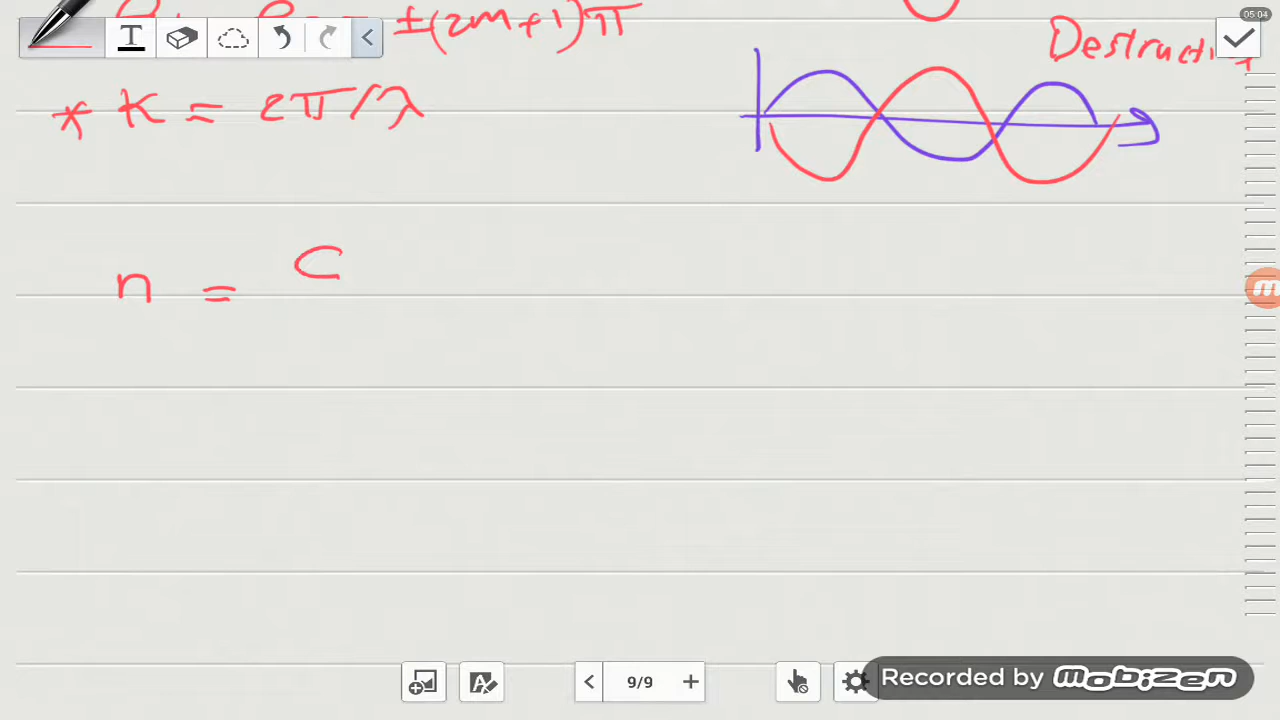 ±(2m+1)π
05:04
T
Destructi
* K = 2π/λ
n = C
9/9
Recorded by mobizen